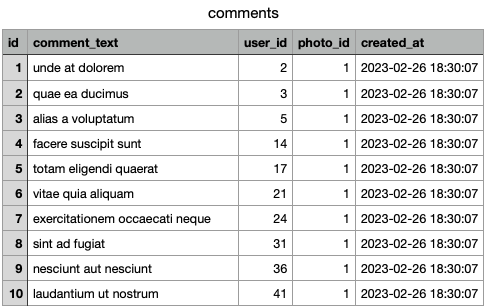 comments
id comment_text user_id photo_id created_at
1 unde at dolorem 2 1 2023-02-26 18:30:07
2 quae ea ducimus 3 1 2023-02-26 18:30:07
3 alias a voluptatum 5 1 2023-02-26 18:30:07
4 facere suscipit sunt 14 1 2023-02-26 18:30:07
5 totam eligendi quaerat 17 1 2023-02-26 18:30:07
6 vitae quia aliquam 21 1 2023-02-26 18:30:07
7 exercitationem occaecati neque 24 1 2023-02-26 18:30:07
8 sint ad fugiat 31 1 2023-02-26 18:30:07
9 nesciunt aut nesciunt 36 1 2023-02-26 18:30:07
10 laudantium ut nostrum 41 1 2023-02-26 18:30:07